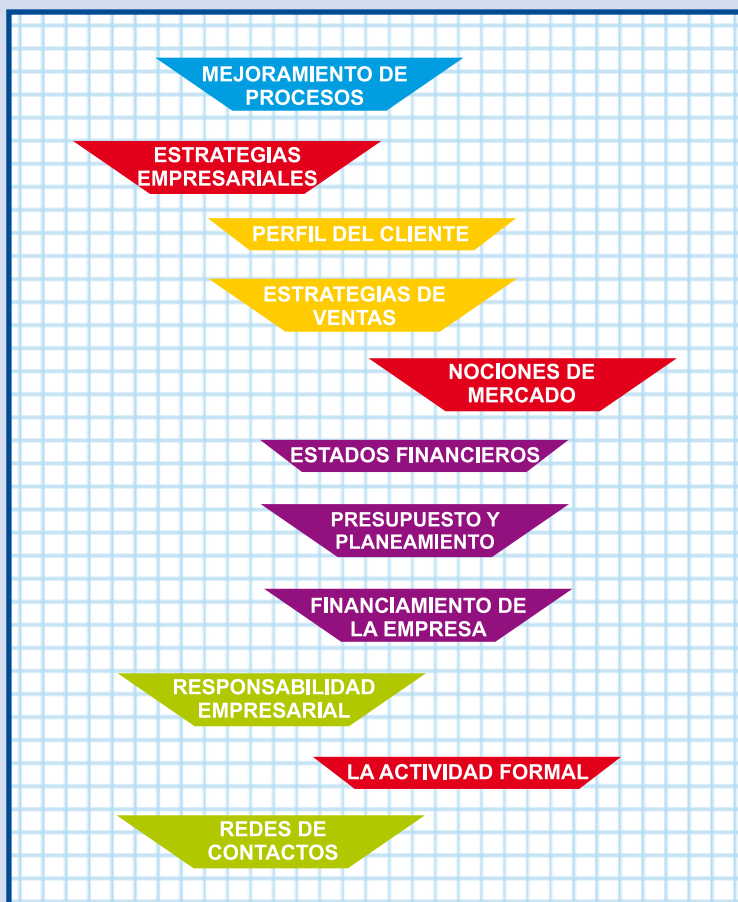 MEJORAMIENTO DE
PROCESOS
ESTRATEGIAS
EMPRESARIALES
PERFIL DEL CLIENTE
ESTRATEGIAS DE
VENTAS
NOCIONES DE
MERCADO
ESTADOS FINANCIEROS
PRESUPUESTO Y
PLANEAMIENTO
FINANCIAMIENTO DE
LA EMPRESA
RESPONSABILIDAD
EMPRESARIAL
LA ACTIVIDAD FORMAL
REDES DE
CONTACTOS